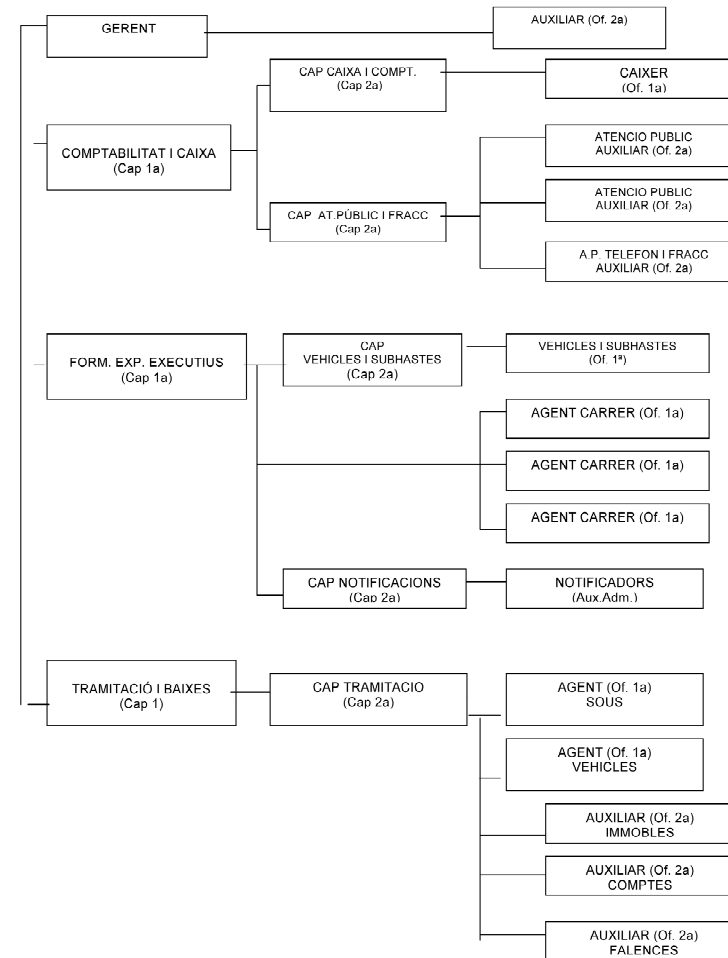 GERENT
AUXILIAR (Of. 2a)
CAP CAIXA I COMPT.
(Cap 2a)
CAIXER
(Of. 1a)
COMPTABILITAT I CAIXA
(Cap 1a)
ATENCIO PUBLIC
AUXILIAR (Of. 2a)
ATENCIO PUBLIC
AUXILIAR (Of. 2a)
CAP AT.PÚBLIC I FRACC
(Cap 2a)
A.P. TELEFON I FRACC
AUXILIAR (Of. 2a)
FORM. EXP. EXECUTIUS
(Cap 1a)
CAP
VEHICLES I SUBHASTES
(Cap 2a)
VEHICLES I SUBHASTES
(Of. 1ª)
AGENT CARRER (Of. 1a)
AGENT CARRER (Of. 1a)
AGENT CARRER (Of. 1a)
CAP NOTIFICACIONS
(Cap 2a)
NOTIFICADORS
(Aux.Adm.)
TRAMITACIÓ I BAIXES
(Cap 1)
CAP TRAMITACIO
(Cap 2a)
AGENT (Of. 1a)
SOUS
AGENT (Of. 1a)
VEHICLES
AUXILIAR (Of. 2a)
IMMOBLES
AUXILIAR (Of. 2a)
COMPTES
AUXILIAR (Of. 2a)
FALENCES